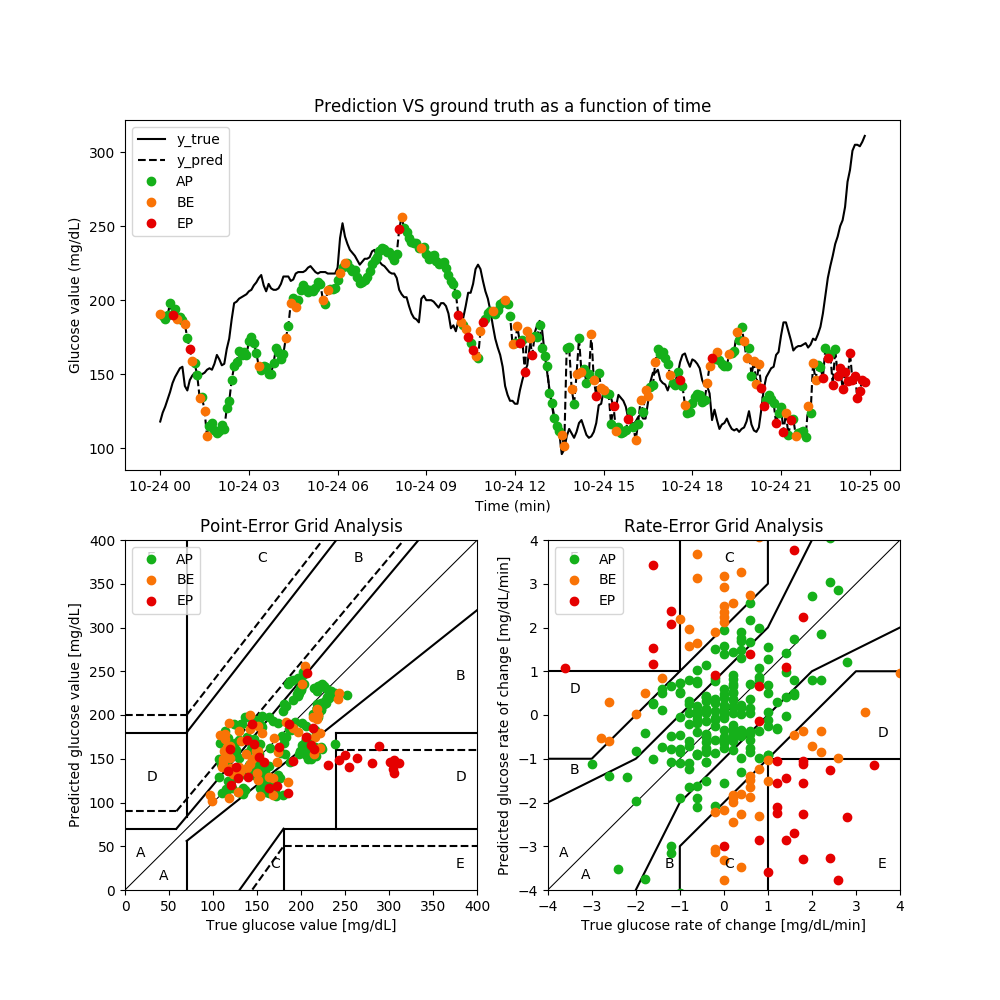 Prediction VS ground truth as a function of time
Glucose value (mg/dL)
300
250
200
150
100
y_true
y_pred
AP
BE
EP
10-24 00 10-24 03 10-24 06 10-24 09 10-24 12 10-24 15 10-24 18 10-24 21 10-25 00
Time (min)
Point-Error Grid Analysis
Predicted glucose value [mg/dL]
400
350
300
250
200
150
100
50
0
AP
BE
EP
C
B
B
D
D
A
A
C
E
0 50 100 150 200 250 300 350 400
True glucose value [mg/dL]
Rate-Error Grid Analysis
Predicted glucose rate of change [mg/dL/min]
4
3
2
1
0
−1
−2
−3
−4
AP
BE
EP
C
D
D
B
A
A
B
C
E
−4 −3 −2 −1 0 1 2 3 4
True glucose rate of change [mg/dL/min]